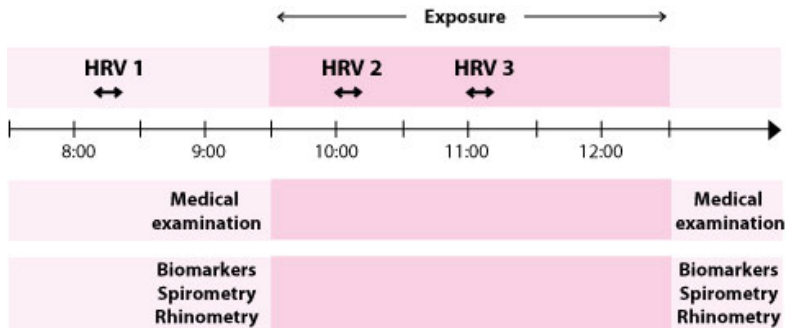 Exposure
HRV 1 HRV 2 HRV 3
8:00 9:00 10:00 11:00 12:00
Medical examination Medical examination
Biomarkers Biomarkers
Spirometry Spirometry
Rhinometry Rhinometry